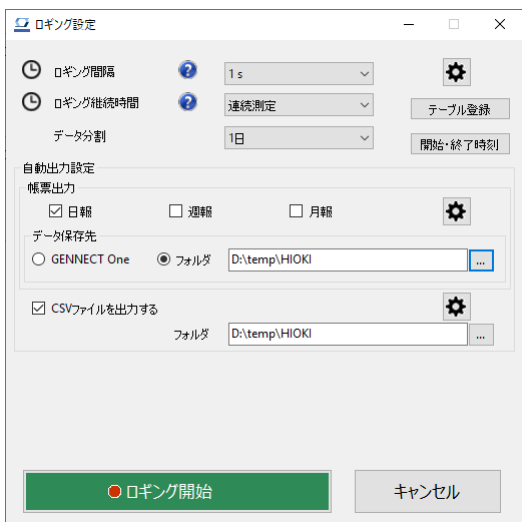 ロギング設定
ロギング間隔 ? 1 s
ロギング継続時間 ? 連続測定 テーブル登録
データ分割 1日 開始・終了時刻
自動出力設定
帳票出力
日報 週報 月報
データ保存先
GENNECT One フォルダ D:\temp\HIOKI ...
CSVファイルを出力する
フォルダ D:\temp\HIOKI ...
ロギング開始 キャンセル